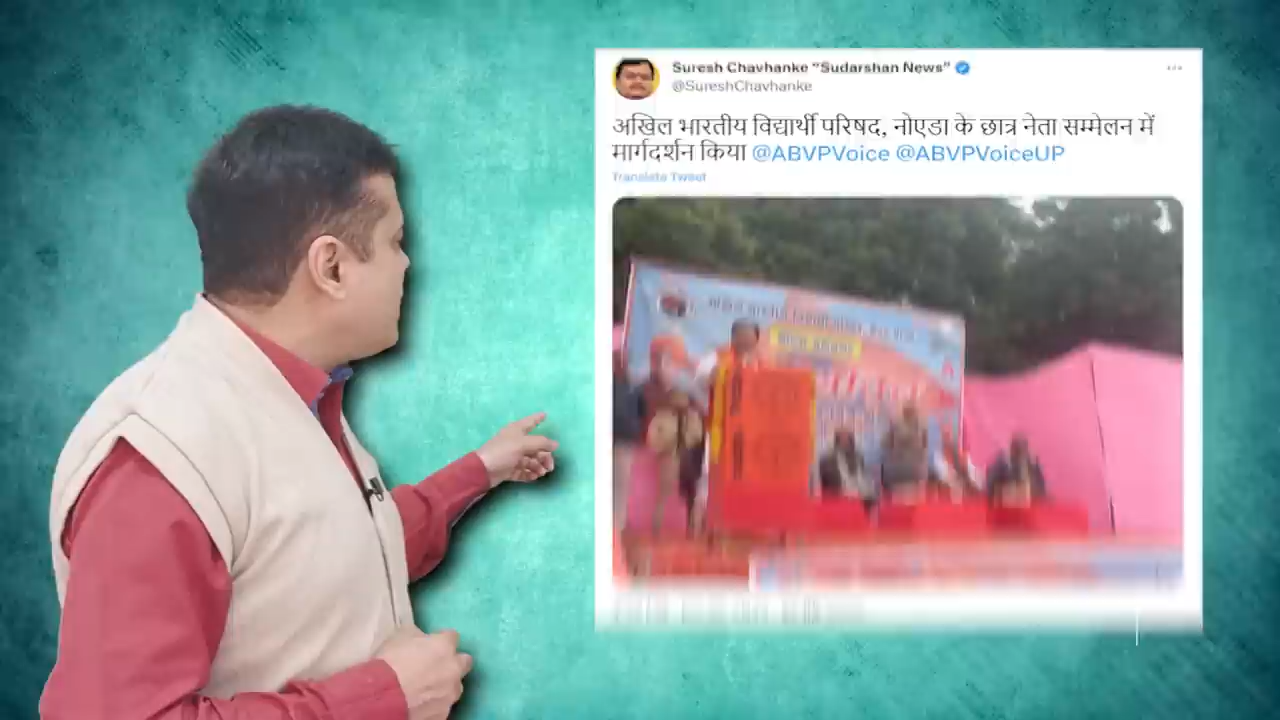 Suresh Chavhanke “Sudarshan News”
@SureshChavhanke
अखिल भारतीय विद्यार्थी परिषद, नोएडा के छात्र नेता सम्मेलन में
मार्गदर्शन किया @ABVPVoice @ABVPVoiceUP
Translate Tweet